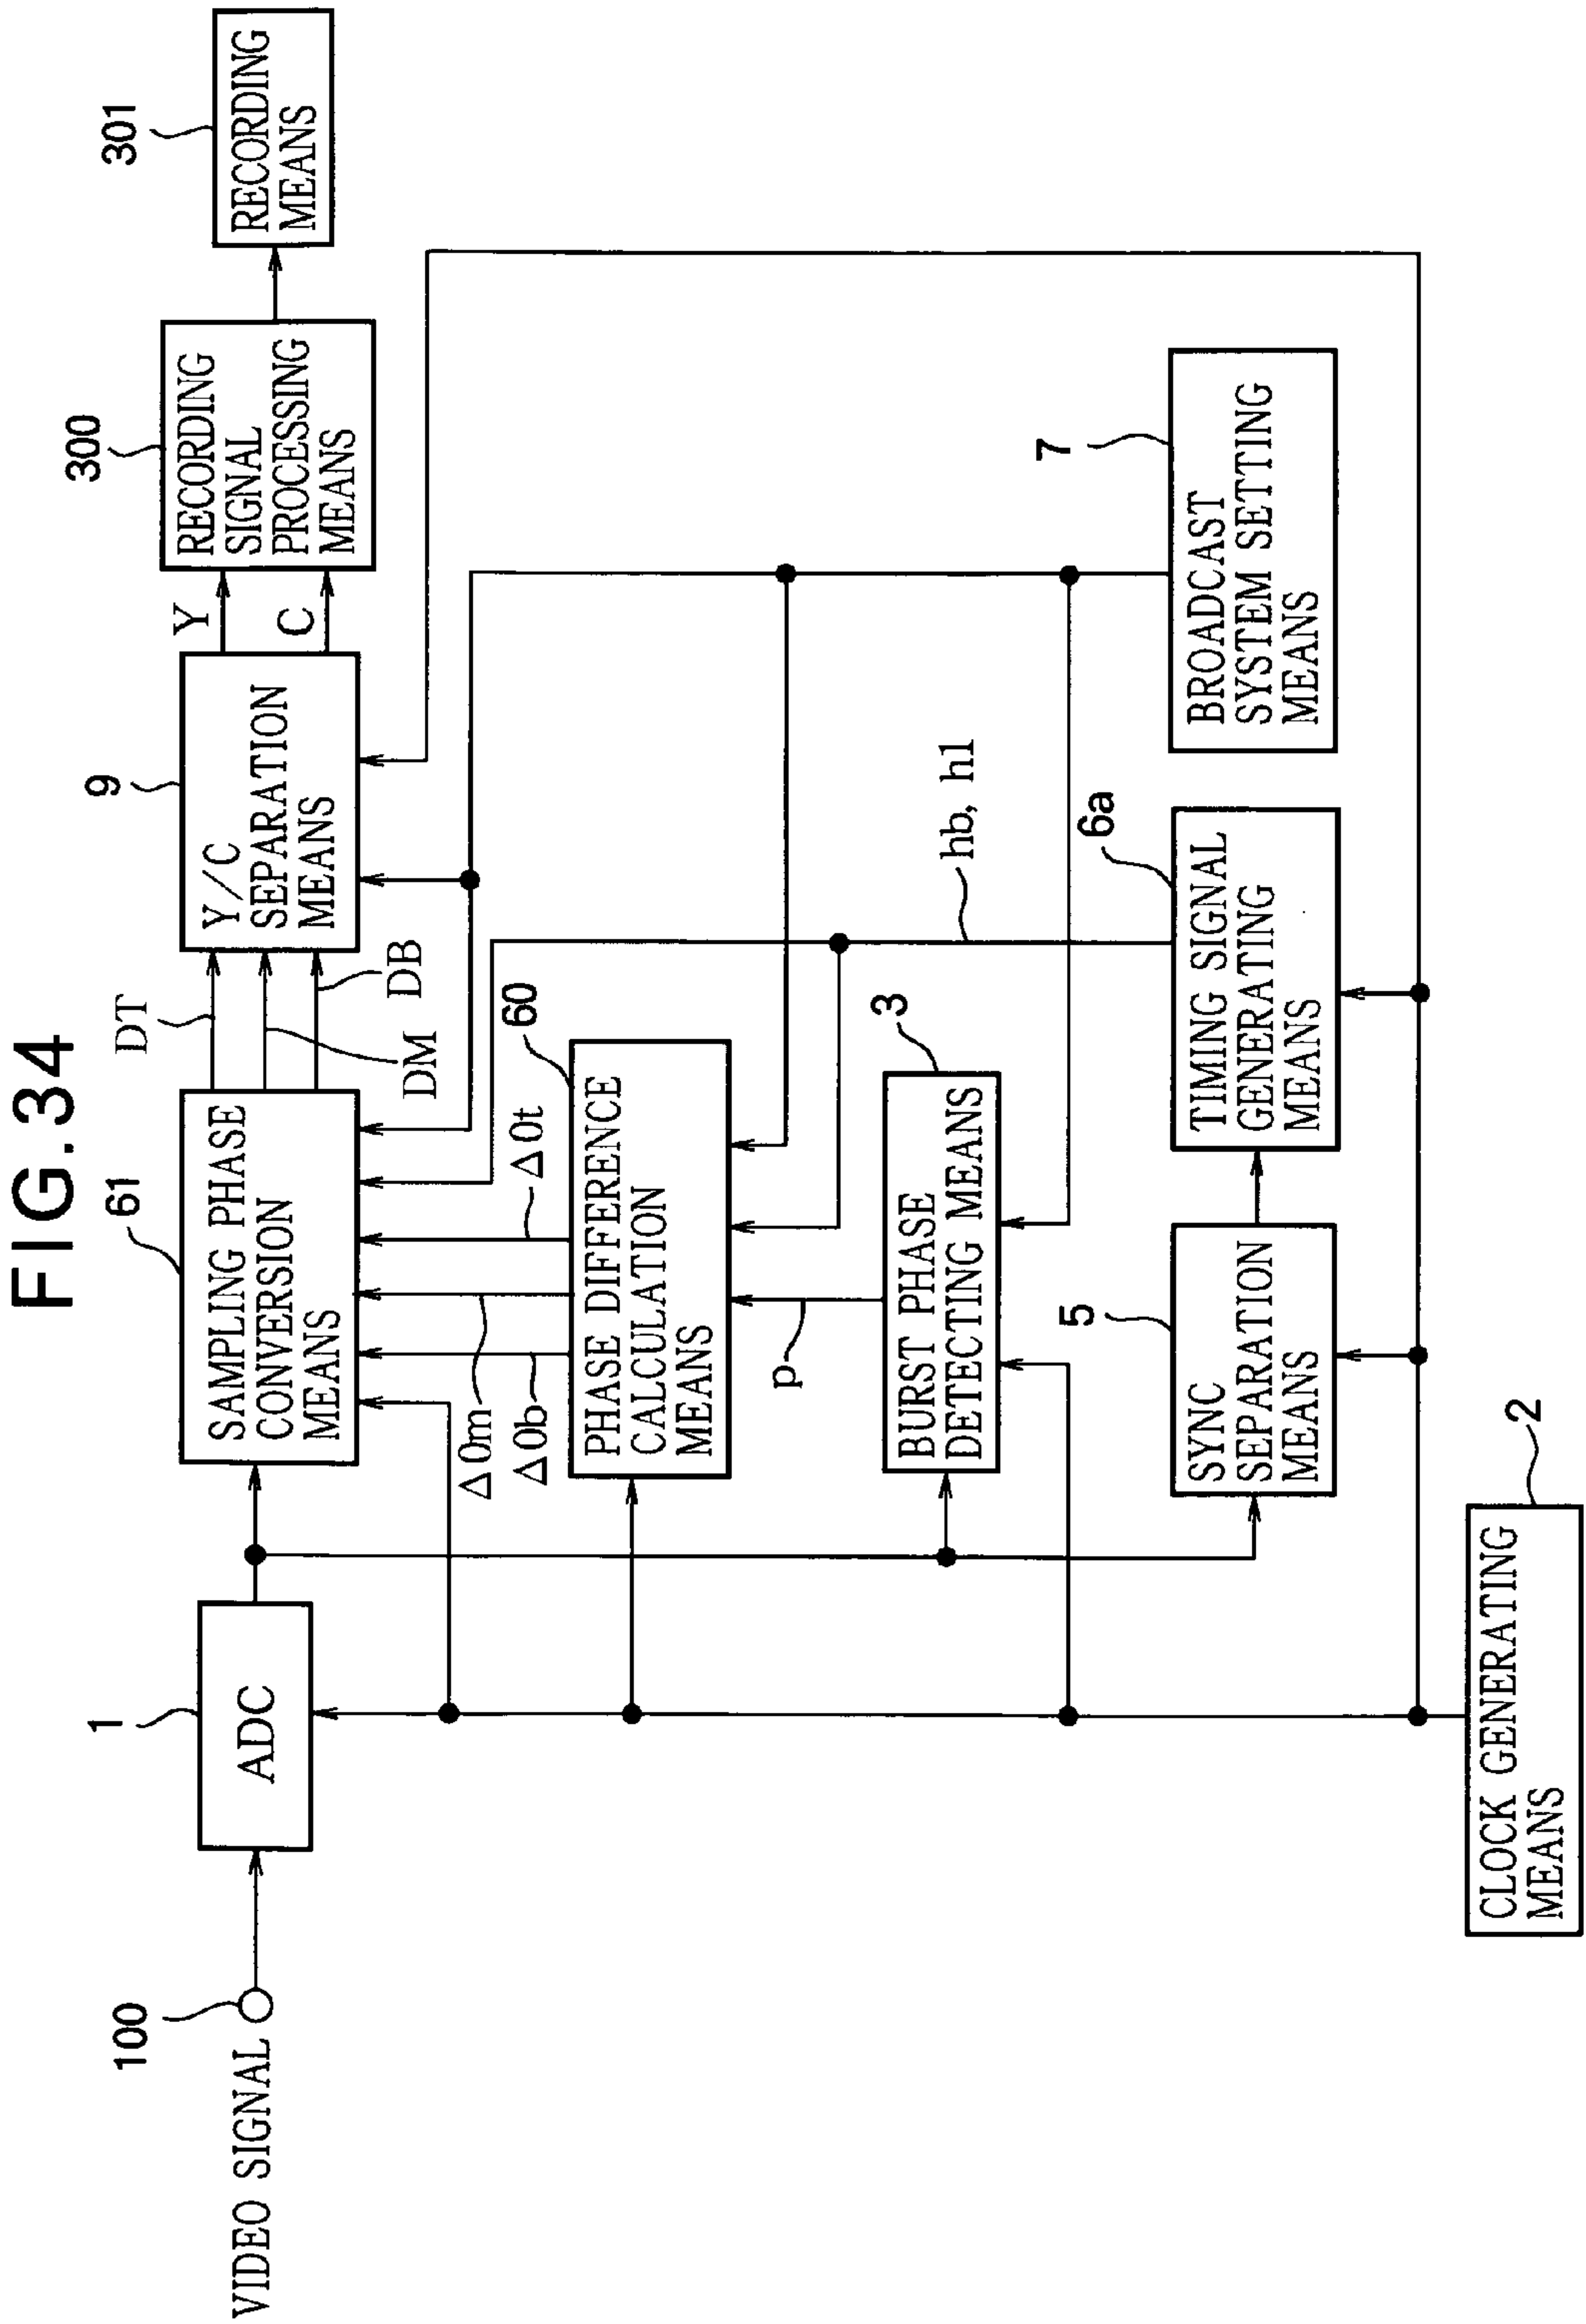 FIG.34
VIDEO SIGNAL
100
1
ADC
61
SAMPLING PHASE
CONVERSION
MEANS
DT
DM
DB
9
Y/C
SEPARATION
MEANS
Y
C
300
RECORDING
SIGNAL
PROCESSING
MEANS
301
RECORDING
MEANS
Δ0m
Δ0b
Δ0t
60
PHASE DIFFERENCE
CALCULATION
MEANS
p
3
BURST PHASE
DETECTING MEANS
hb, h1
5
SYNC
SEPARATION
MEANS
6a
TIMING SIGNAL
GENERATING
MEANS
7
BROADCAST
SYSTEM SETTING
MEANS
2
CLOCK GENERATING
MEANS